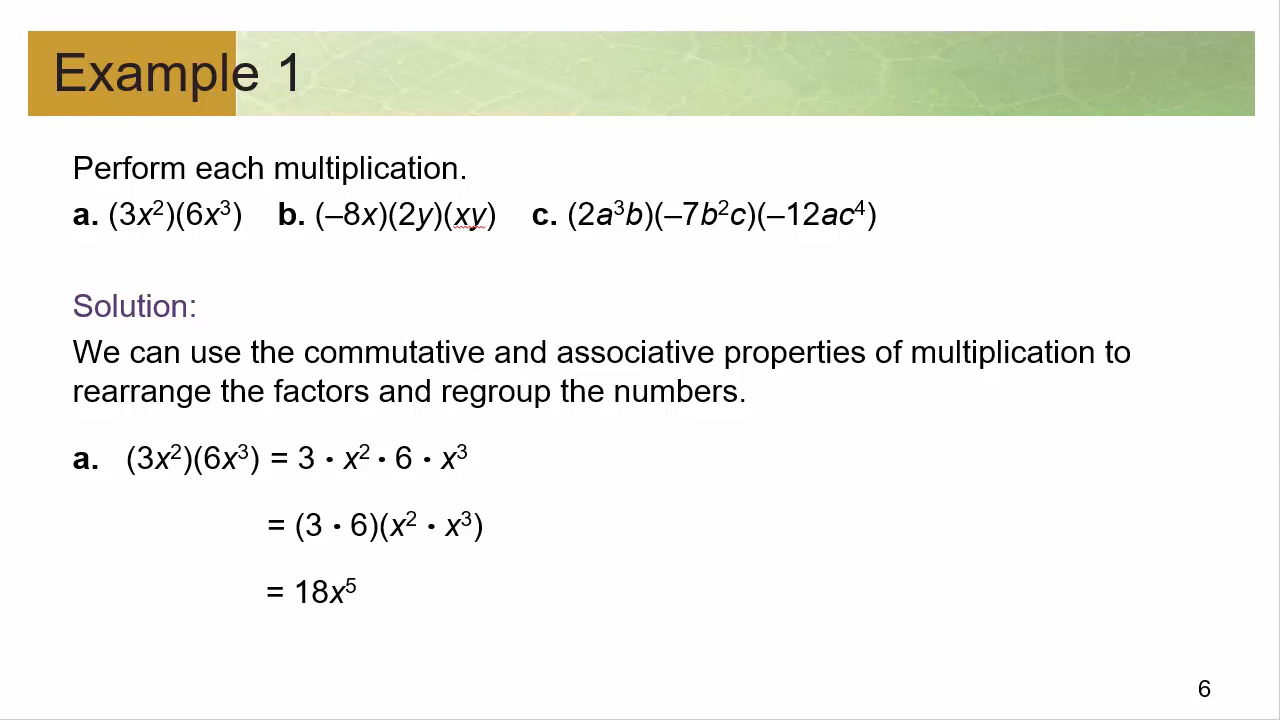 Example 1
Perform each multiplication.
a. (3x²)(6x³) b. (–8x)(2y)(xy) c. (2a³b)(–7b²c)(–12ac⁴)
Solution:
We can use the commutative and associative properties of multiplication to
rearrange the factors and regroup the numbers.
a. (3x²)(6x³) = 3 • x² • 6 • x³
= (3 • 6)(x² • x³)
= 18x⁵
6